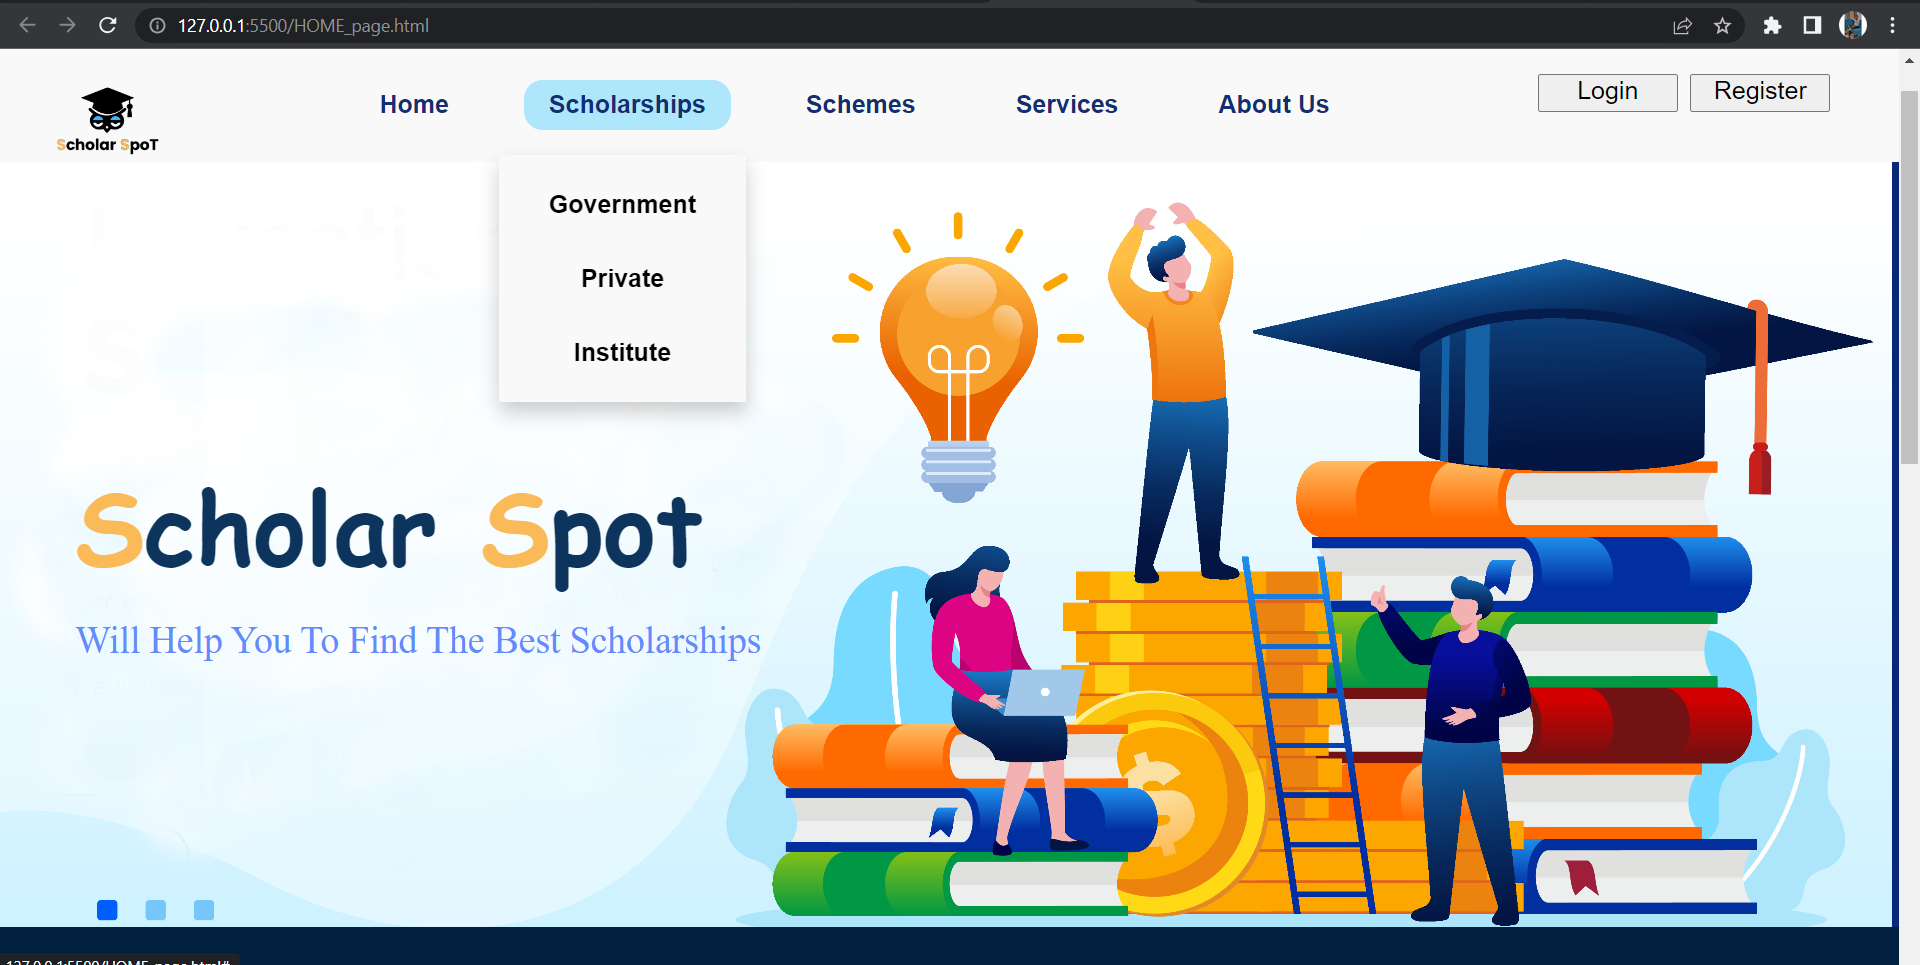 127.0.0.1:5500/HOME_page.html
Scholar SpoT
Home Scholarships Schemes Services About Us Login Register
Government
Private
Institute
Scholar Spot
Will Help You To Find The Best Scholarships
$
127.0.0.1:5500/HOME_page.html#